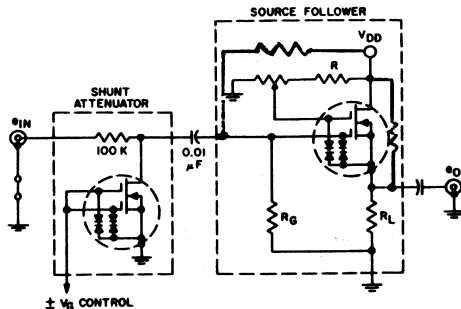 SOURCE FOLLOWER
VDD
R
SHUNT
ATTENUATOR
eIN
100 K
0.01
μF
eO
RG
RL
± VG CONTROL